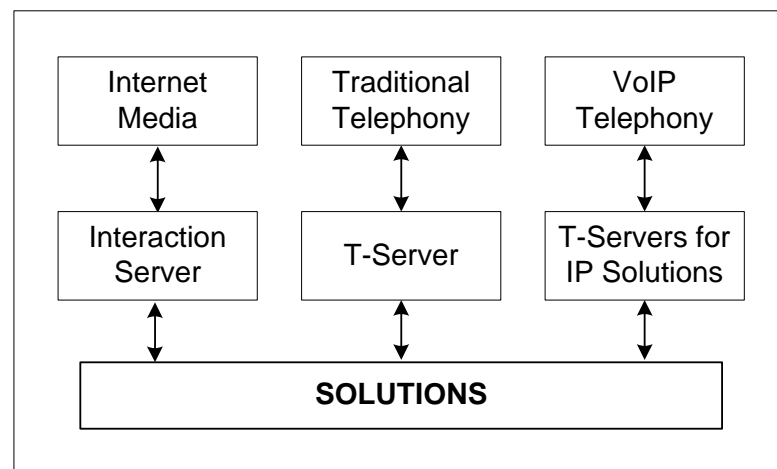 Internet
Media
Traditional
Telephony
VoIP
Telephony
Interaction
Server
T-Server
T-Servers for
IP Solutions
SOLUTIONS